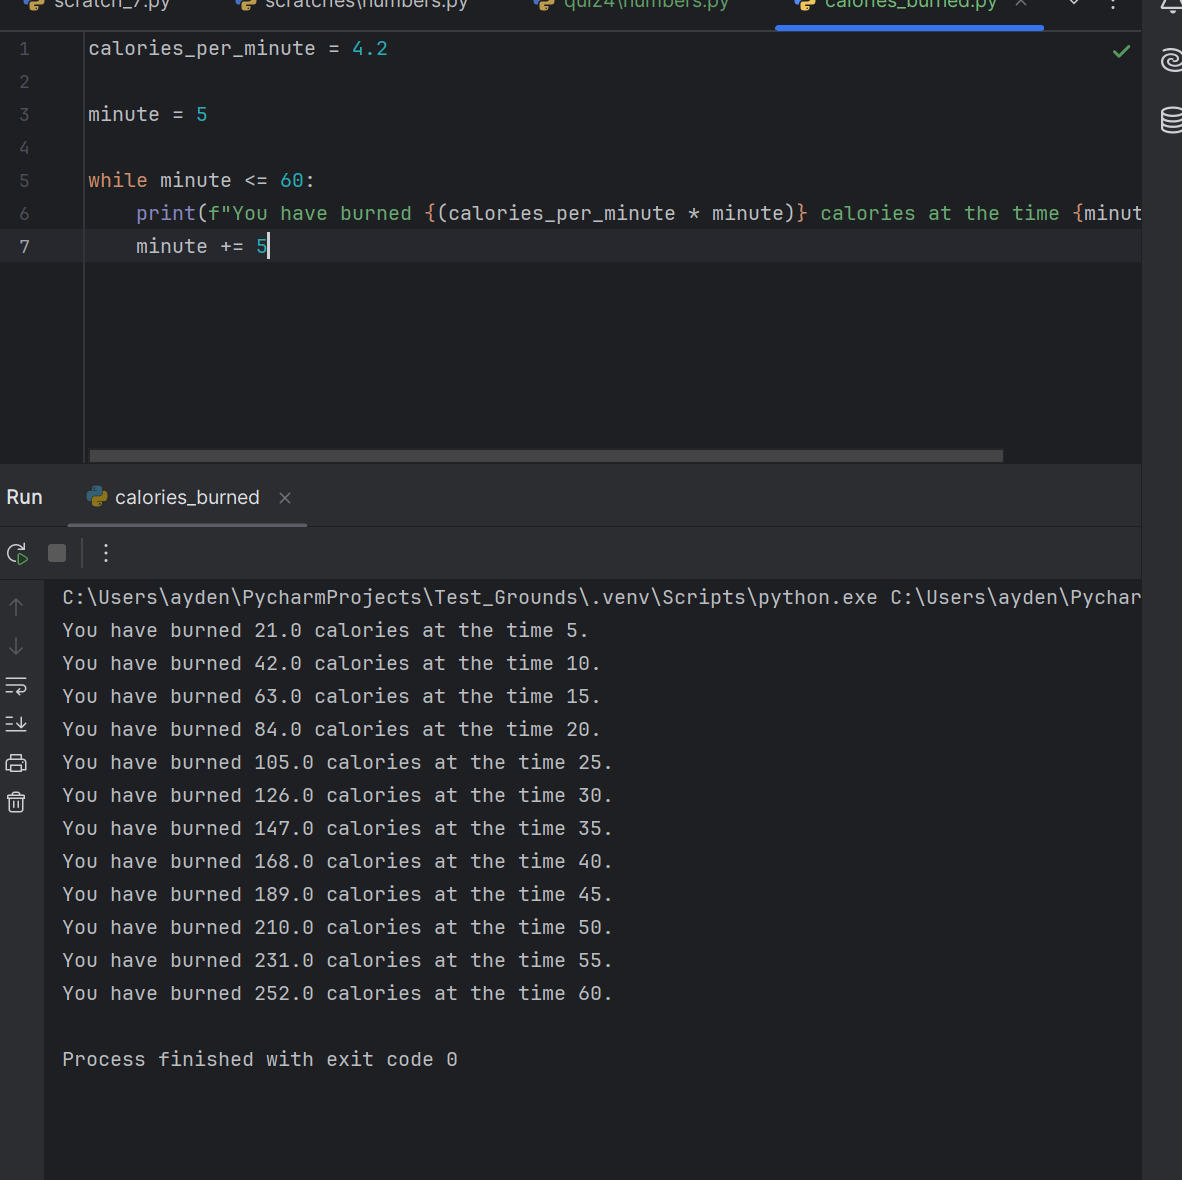 scratch_7.py scratches\numbers.py quiz4\numbers.py calories_burned.py
1 calories_per_minute = 4.2
2
3 minute = 5
4
5 while minute <= 60:
6 print(f"You have burned {(calories_per_minute * minute)} calories at the time {minut
7 minute += 5
Run calories_burned
C:\Users\ayden\PycharmProjects\Test_Grounds\.venv\Scripts\python.exe C:\Users\ayden\Pychar
You have burned 21.0 calories at the time 5.
You have burned 42.0 calories at the time 10.
You have burned 63.0 calories at the time 15.
You have burned 84.0 calories at the time 20.
You have burned 105.0 calories at the time 25.
You have burned 126.0 calories at the time 30.
You have burned 147.0 calories at the time 35.
You have burned 168.0 calories at the time 40.
You have burned 189.0 calories at the time 45.
You have burned 210.0 calories at the time 50.
You have burned 231.0 calories at the time 55.
You have burned 252.0 calories at the time 60.
Process finished with exit code 0